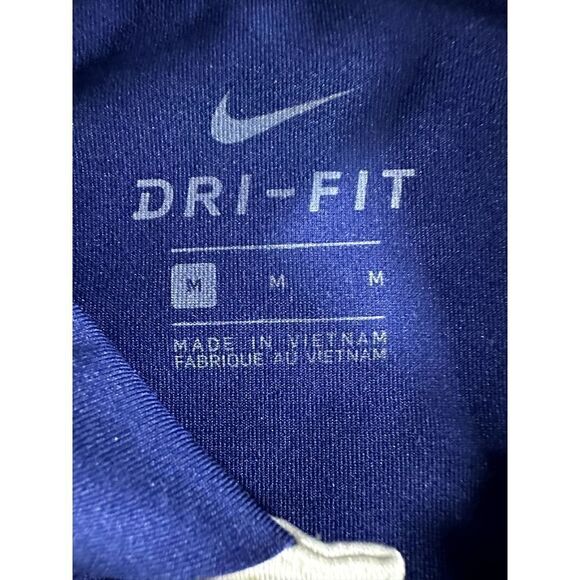 DRI-FIT
M M M
MADE IN VIETNAM
FABRIQUE AU VIETNAM